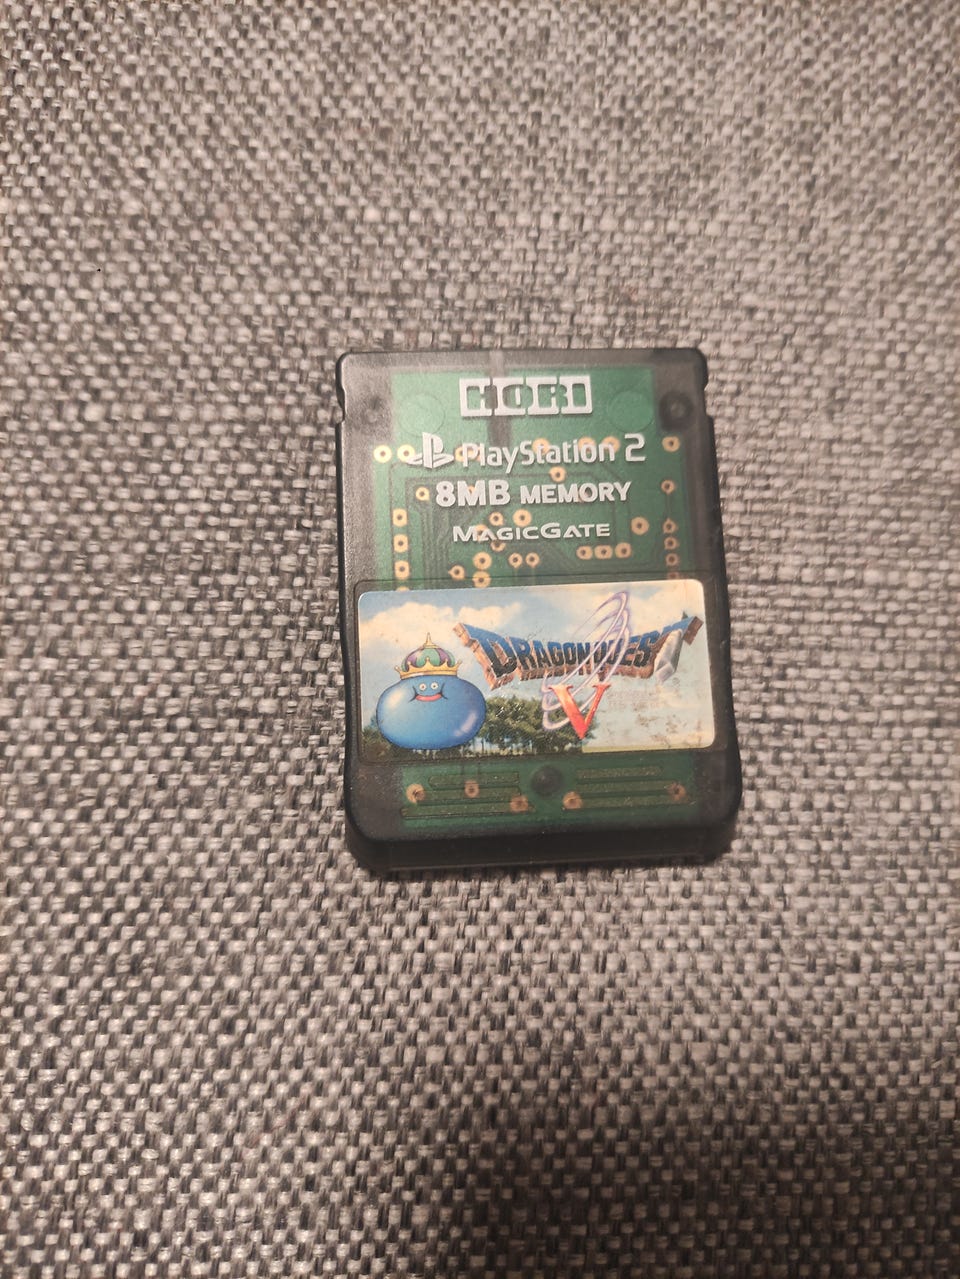 HORI
PlayStation 2
8MB MEMORY
MAGICGATE
DRAGON QUEST
V